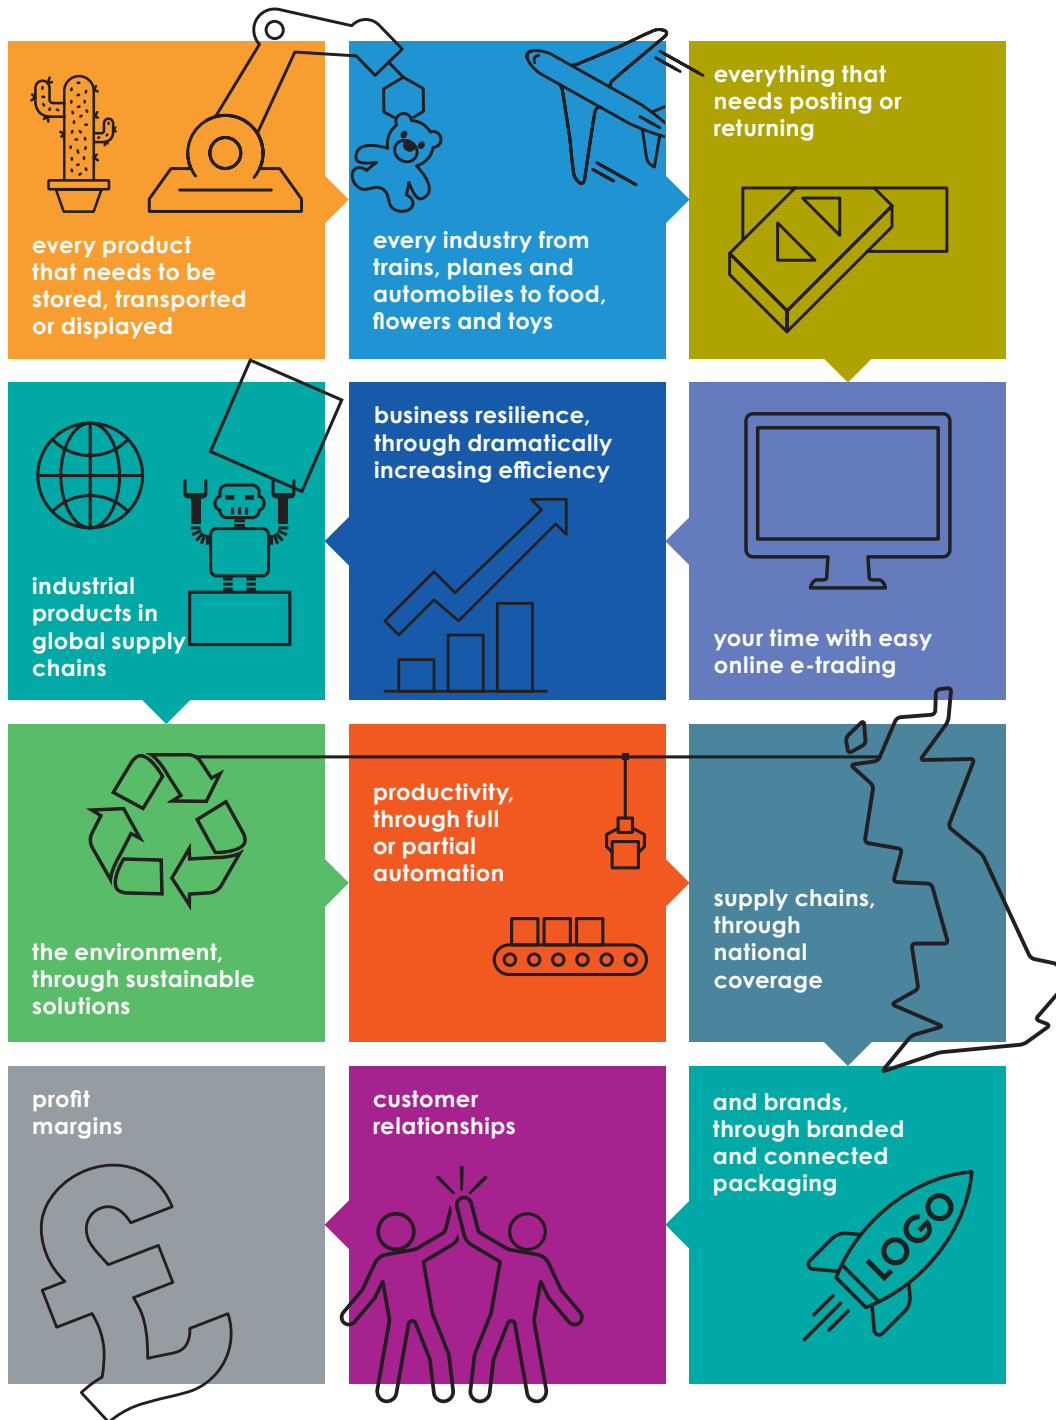 every product
that needs to be
stored, transported
or displayed
every industry from
trains, planes and
automobiles to food,
flowers and toys
everything that
needs posting or
returning
your time with easy
online e-trading
business resilience,
through dramatically
increasing efficiency
industrial
products in
global supply
chains
the environment,
through sustainable
solutions
productivity,
through full
or partial
automation
supply chains,
through
national
coverage
and brands,
through branded
and connected
packaging
LOGO
customer
relationships
profit
margins